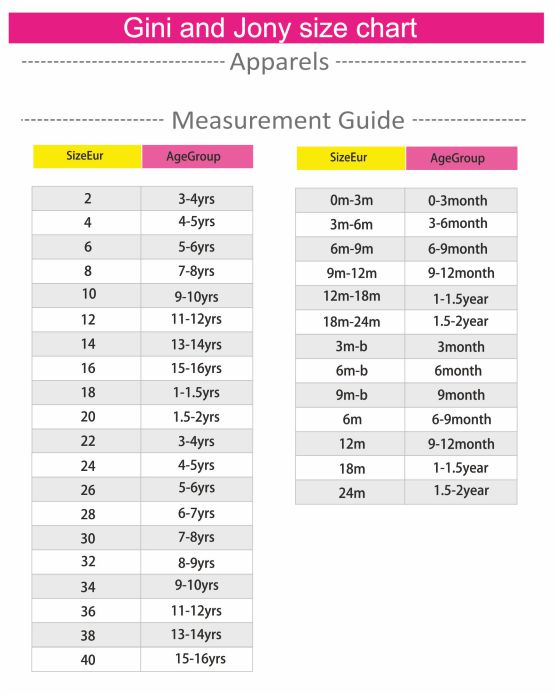 Gini and Jony size chart
Apparels
Measurement Guide
SizeEur AgeGroup
2 3-4yrs
4 4-5yrs
6 5-6yrs
8 7-8yrs
10 9-10yrs
12 11-12yrs
14 13-14yrs
16 15-16yrs
18 1-1.5yrs
20 1.5-2yrs
22 3-4yrs
24 4-5yrs
26 5-6yrs
28 6-7yrs
30 7-8yrs
32 8-9yrs
34 9-10yrs
36 11-12yrs
38 13-14yrs
40 15-16yrs
SizeEur AgeGroup
0m-3m 0-3month
3m-6m 3-6month
6m-9m 6-9month
9m-12m 9-12month
12m-18m 1-1.5year
18m-24m 1.5-2year
3m-b 3month
6m-b 6month
9m-b 9month
6m 6-9month
12m 9-12month
18m 1-1.5year
24m 1.5-2year